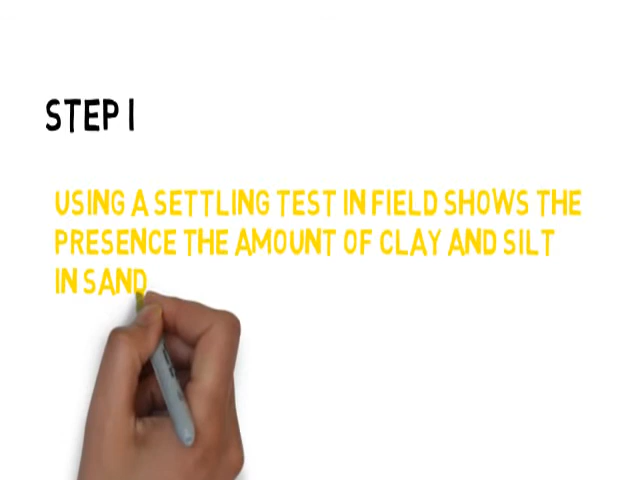 STEP 1
USING A SETTLING TEST IN FIELD SHOWS THE
PRESENCE THE AMOUNT OF CLAY AND SILT
IN SAND